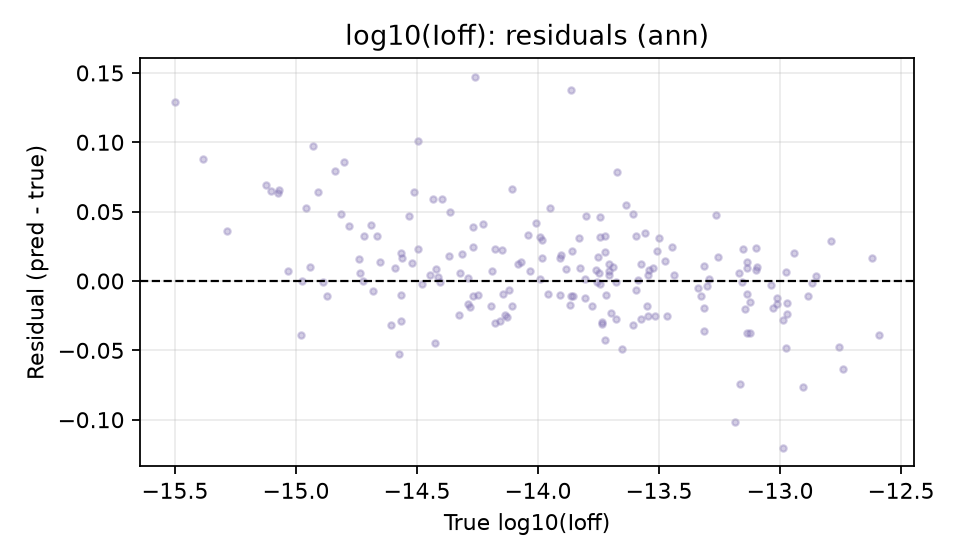 log10(Ioff): residuals (ann)
Residual (pred - true)
0.15
0.10
0.05
0.00
−0.05
−0.10
−15.5 −15.0 −14.5 −14.0 −13.5 −13.0 −12.5
True log10(Ioff)